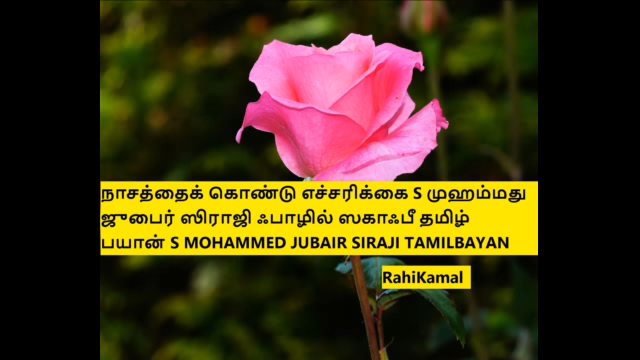 நாசத்தைக் கொண்டு எச்சரிக்கை S முஹம்மது
ஜுபைர் ஸிராஜி ஃபாழில் ஸகாஃபீ தமிழ்
பயான் S MOHAMMED JUBAIR SIRAJI TAMILBAYAN
RahiKamal